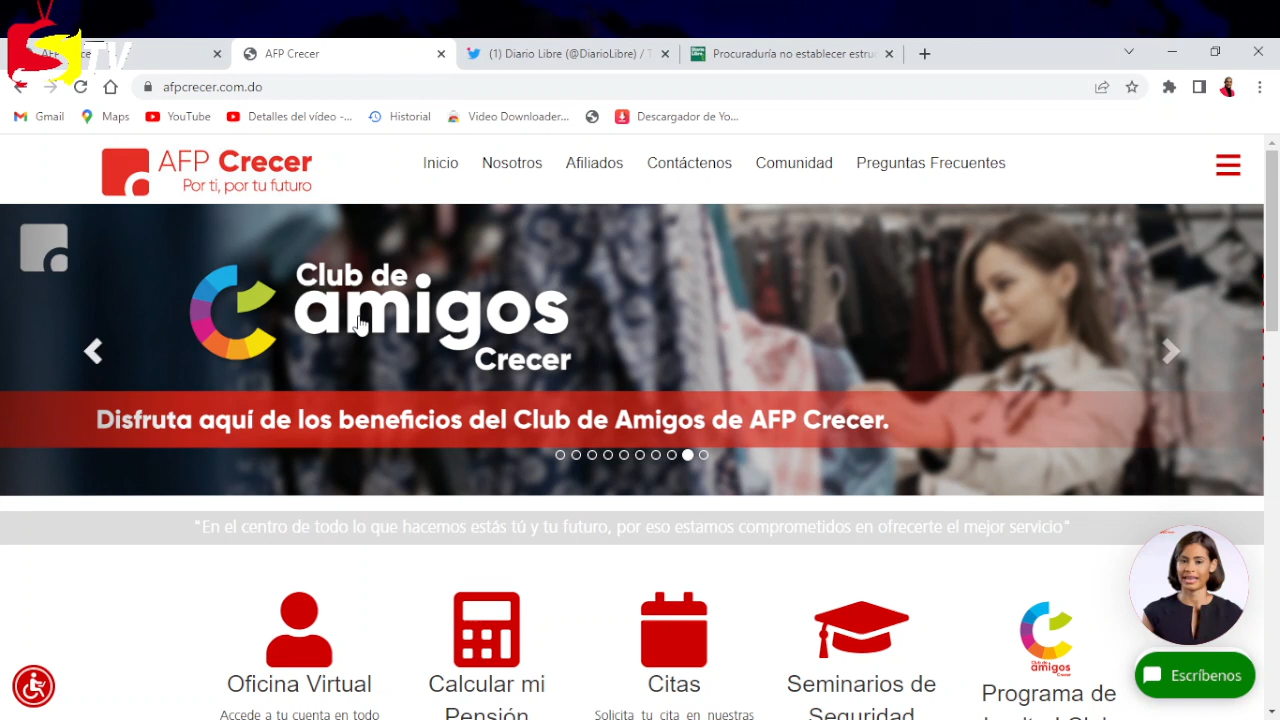 STV
AFP Crecer
(1) Diario Libre (@DiarioLibre) / T
Procuraduría no establecer estru
afpcrecer.com.do
Gmail
Maps
YouTube
Detalles del vídeo -...
Historial
Video Downloader...
Descargador de Yo...
AFP Crecer
Por ti, por tu futuro
Inicio
Nosotros
Afiliados
Contáctenos
Comunidad
Preguntas Frecuentes
Club de
amigos
Crecer
Disfruta aquí de los beneficios del Club de Amigos de AFP Crecer.
"En el centro de todo lo que hacemos estás tú y tu futuro, por eso estamos comprometidos en ofrecerte el mejor servicio"
Oficina Virtual
Accede a tu cuenta en todo
Calcular mi
Pensión
Citas
Solicita tu cita en nuestras
Seminarios de
Seguridad
Club de
amigos
Crecer
Programa de
Escríbenos